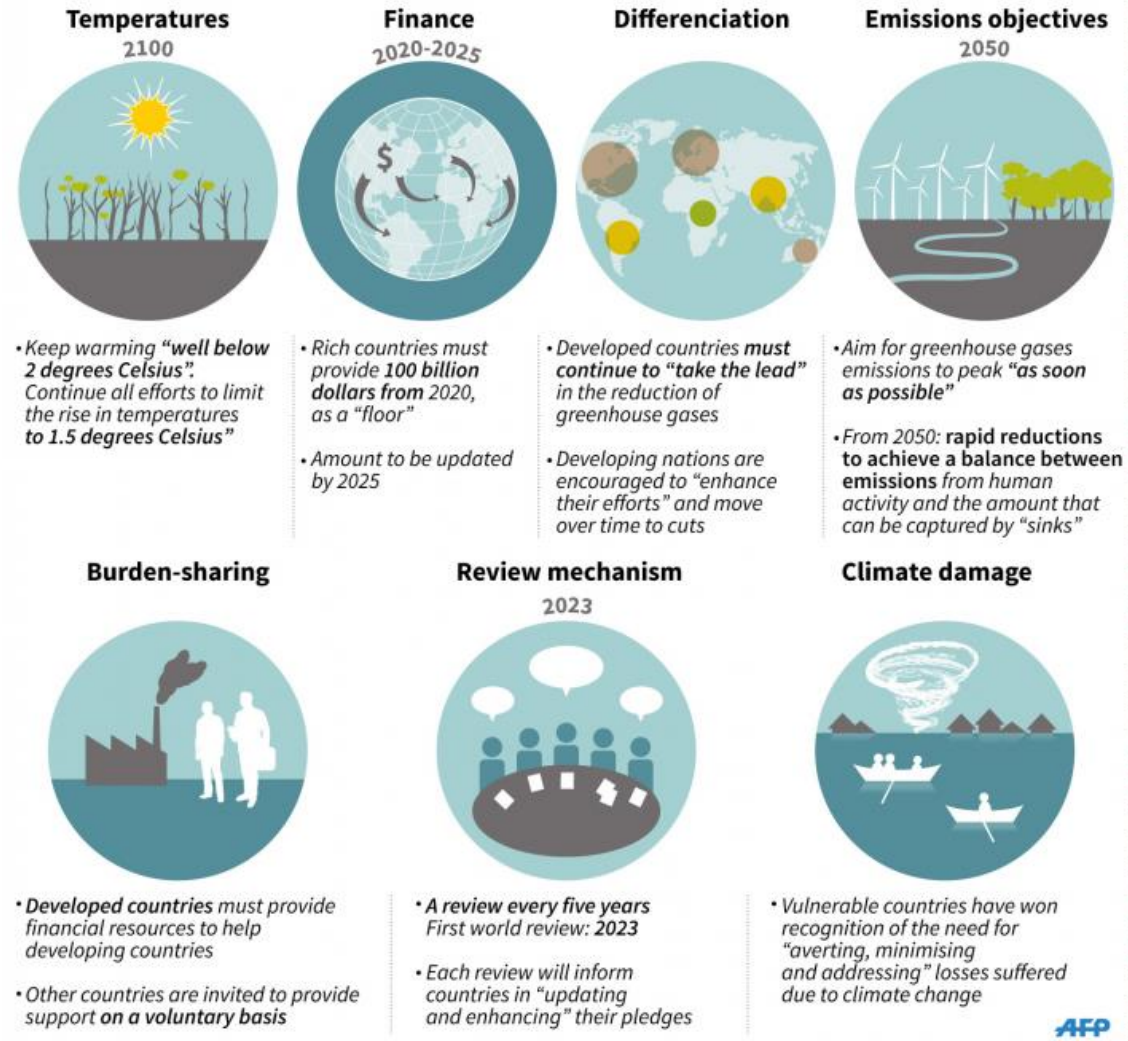 Temperatures
2100
• Keep warming “well below
2 degrees Celsius”.
Continue all efforts to limit
the rise in temperatures
to 1.5 degrees Celsius”
Finance
2020-2025
$
• Rich countries must
provide 100 billion
dollars from 2020,
as a “floor”
• Amount to be updated
by 2025
Differenciation
• Developed countries must
continue to “take the lead”
in the reduction of
greenhouse gases
• Developing nations are
encouraged to “enhance
their efforts” and move
over time to cuts
Emissions objectives
2050
• Aim for greenhouse gases
emissions to peak “as soon
as possible”
• From 2050: rapid reductions
to achieve a balance between
emissions from human
activity and the amount that
can be captured by “sinks”
Burden-sharing
• Developed countries must provide
financial resources to help
developing countries
• Other countries are invited to provide
support on a voluntary basis
Review mechanism
2023
• A review every five years
First world review: 2023
• Each review will inform
countries in “updating
and enhancing” their pledges
Climate damage
• Vulnerable countries have won
recognition of the need for
“averting, minimising
and addressing” losses suffered
due to climate change
AFP